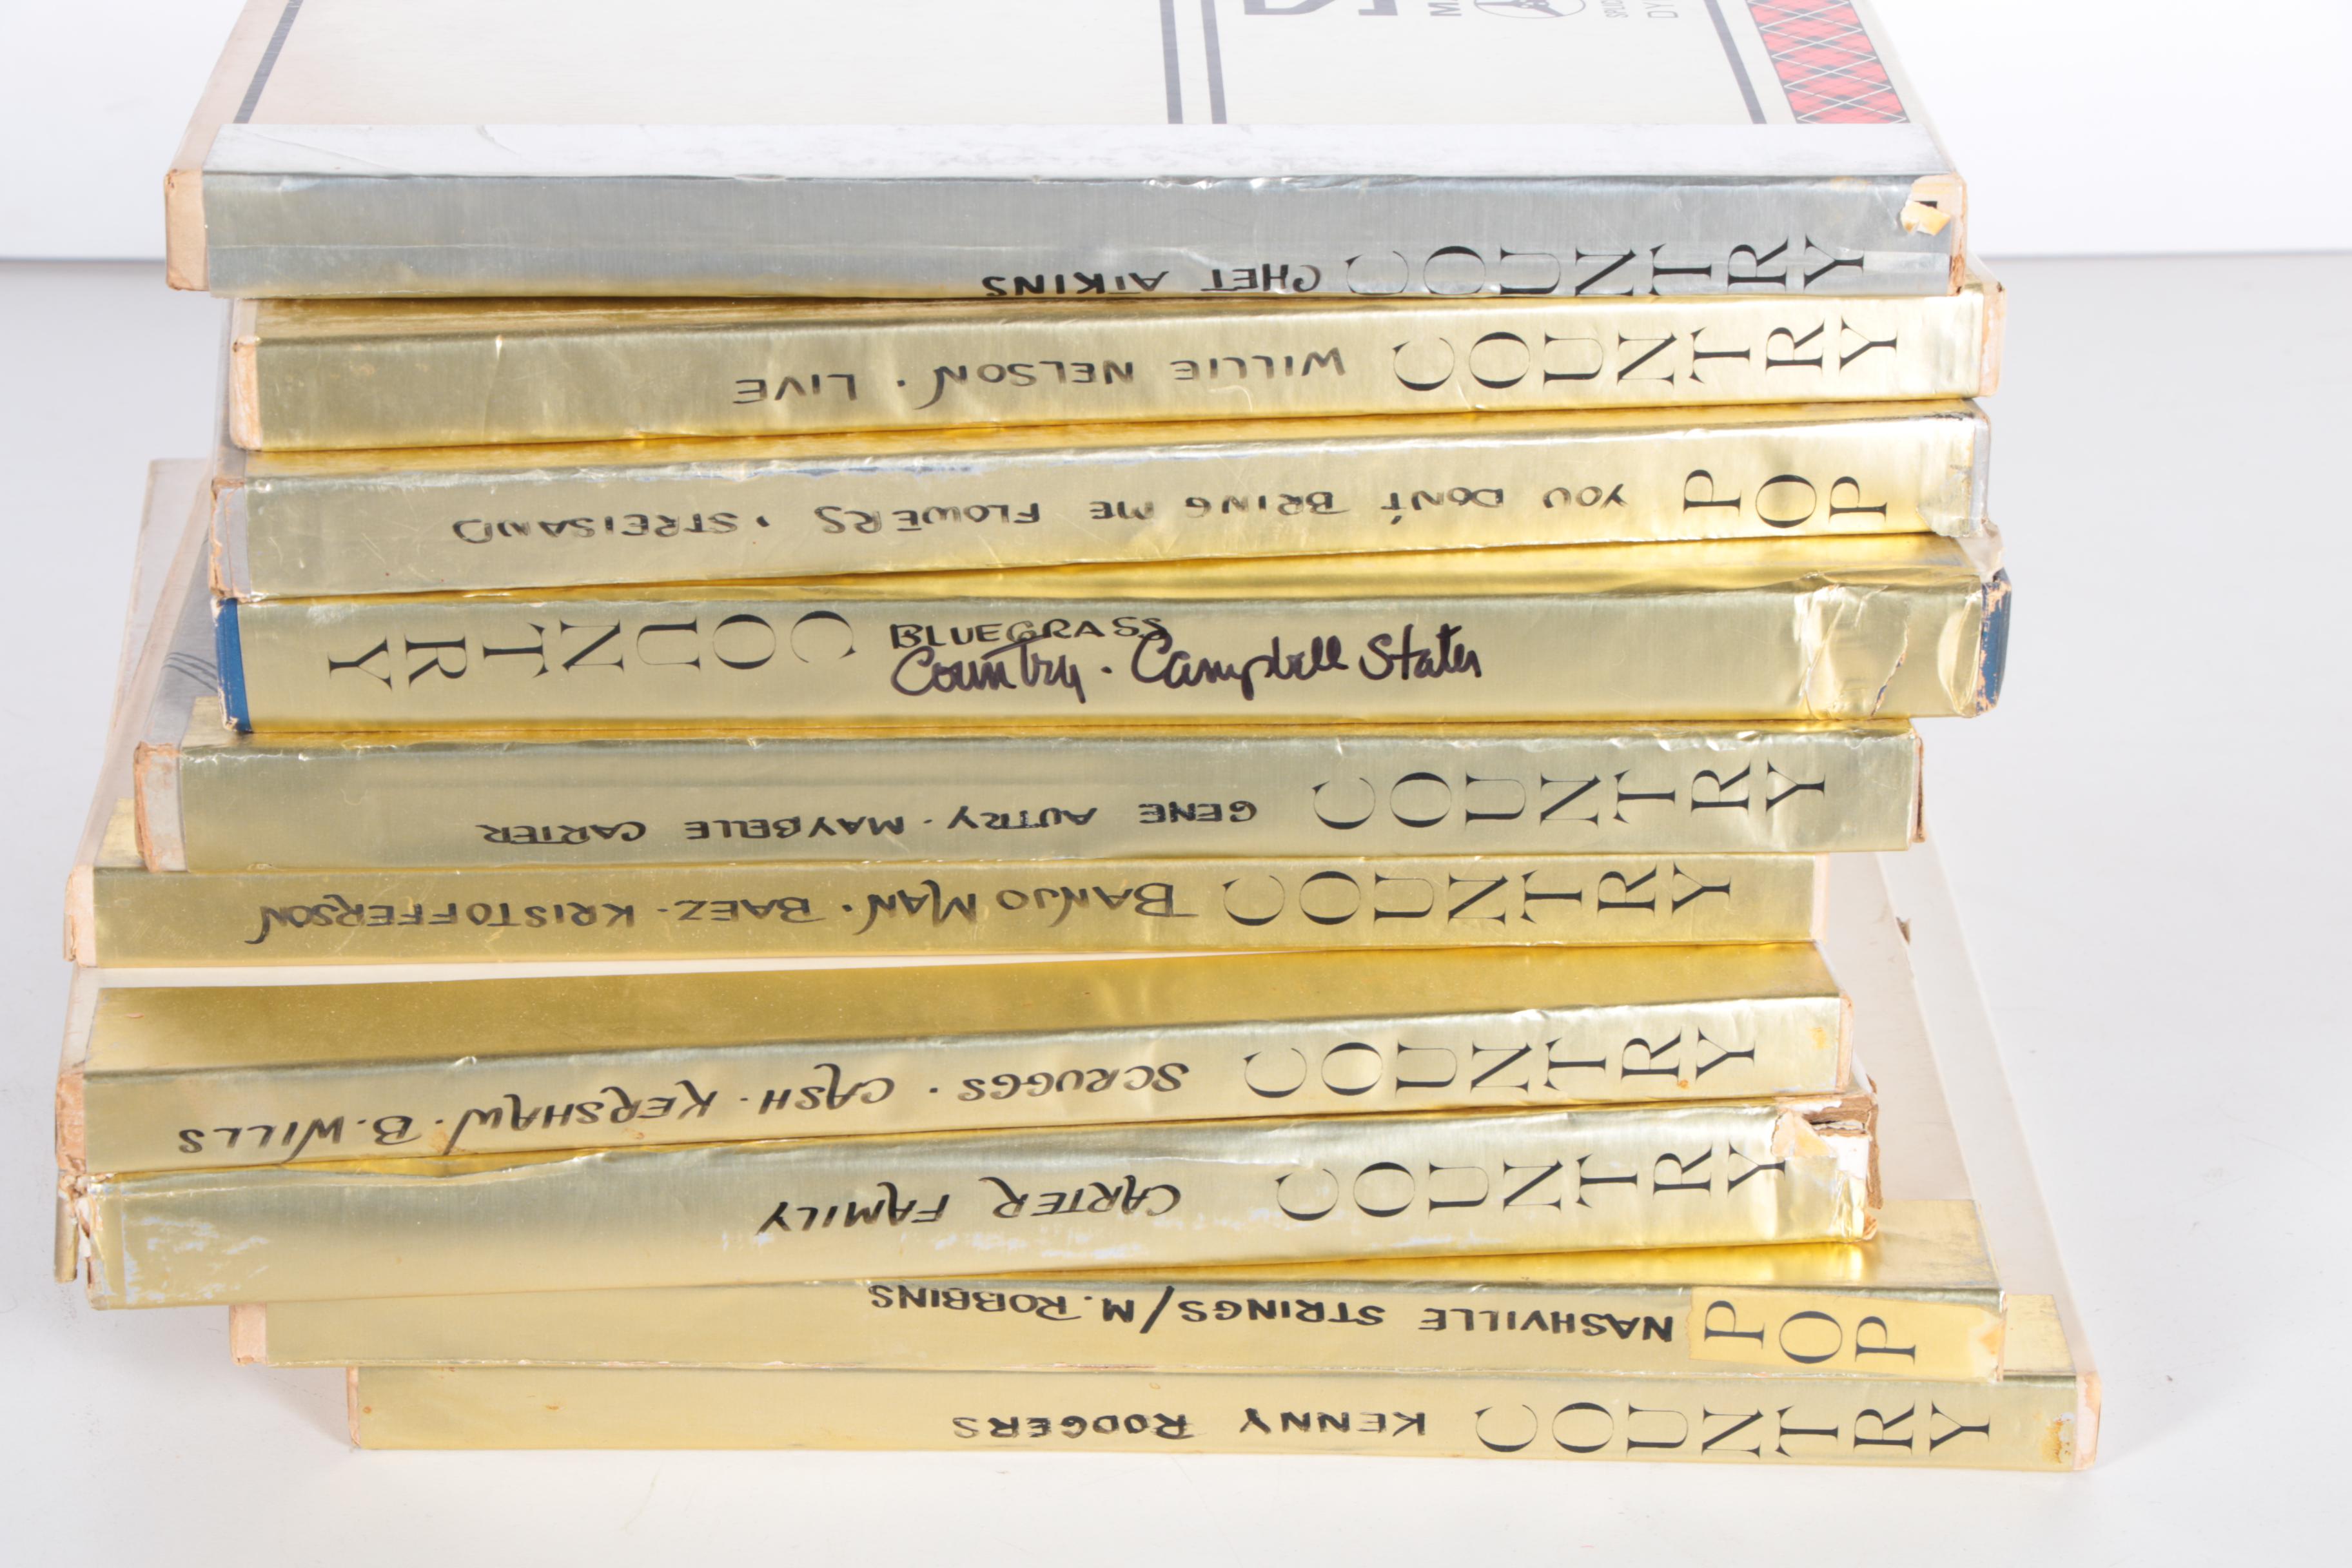 COUNTRY CHET ATKINS
COUNTRY WILLIE NELSON · LIVE
POP YOU DON'T BRING ME FLOWERS · STREISAND
COUNTRY BLUEGRASS
Country · Campbell Statler
COUNTRY GENE AUTRY · MAYBELLE CARTER
COUNTRY BANJO MAN · BAEZ · KRISTOFFERSON
COUNTRY SCRUGGS · CASH · KERSHAW · B. WILLS
COUNTRY CARTER FAMILY
POP NASHVILLE STRINGS/M. ROBBINS
COUNTRY KENNY RODGERS